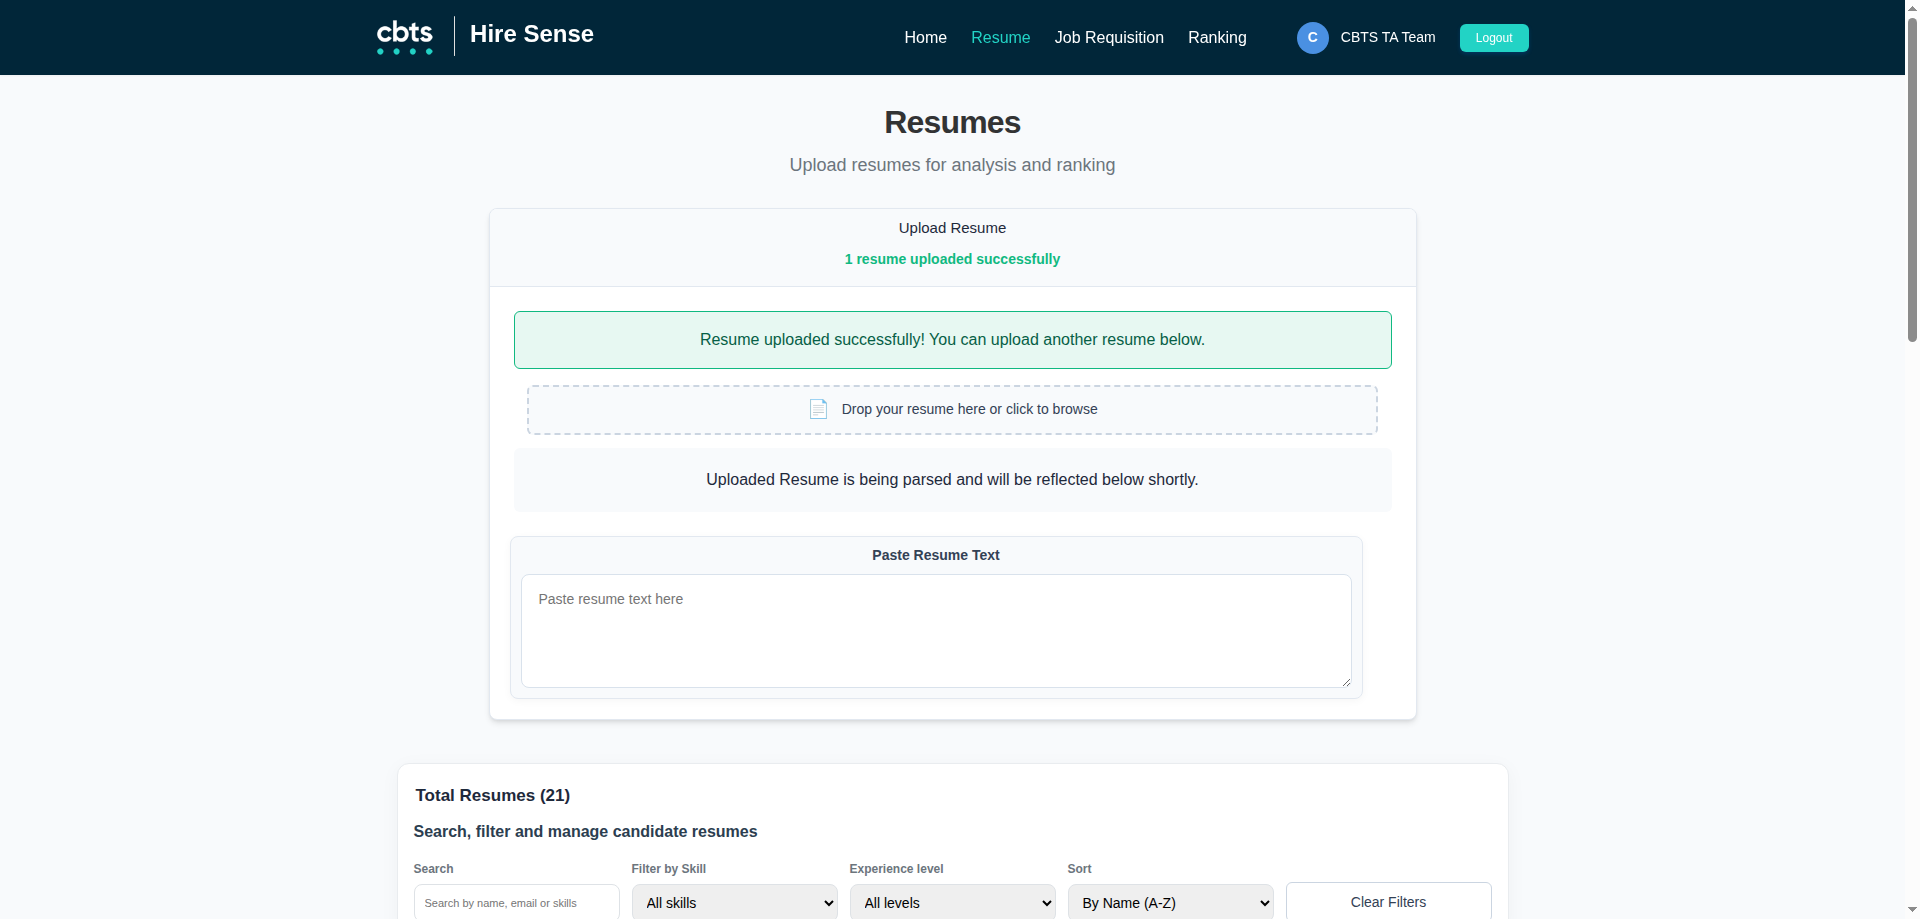 cbts
Hire Sense
Home
Resume
Job Requisition
Ranking
C
CBTS TA Team
Logout
Resumes
Upload resumes for analysis and ranking
Upload Resume
1 resume uploaded successfully
Resume uploaded successfully! You can upload another resume below.
Drop your resume here or click to browse
Uploaded Resume is being parsed and will be reflected below shortly.
Paste Resume Text
Paste resume text here
Total Resumes (21)
Search, filter and manage candidate resumes
Search
Filter by Skill
Experience level
Sort
Search by name, email or skills
All skills
All levels
By Name (A-Z)
Clear Filters